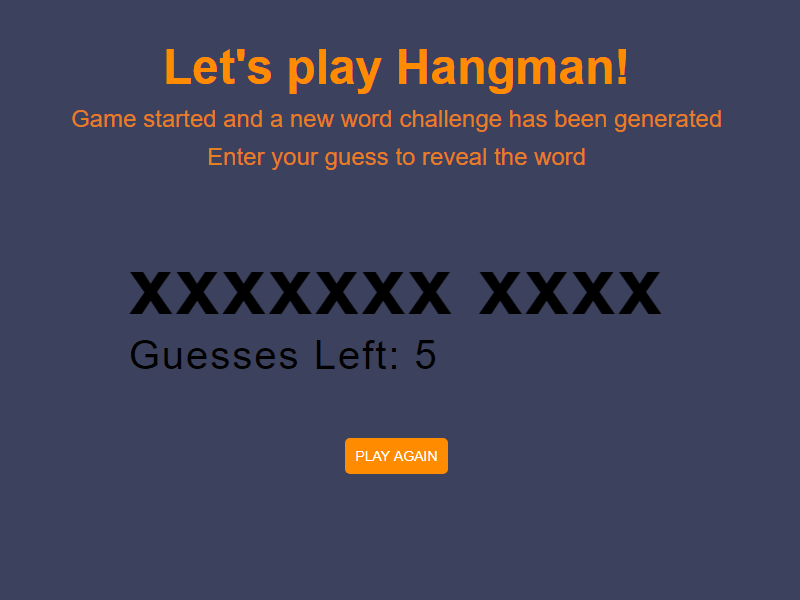 Let's play Hangman!
Game started and a new word challenge has been generated
Enter your guess to reveal the word
xxxxxxx xxxx
Guesses Left: 5
PLAY AGAIN